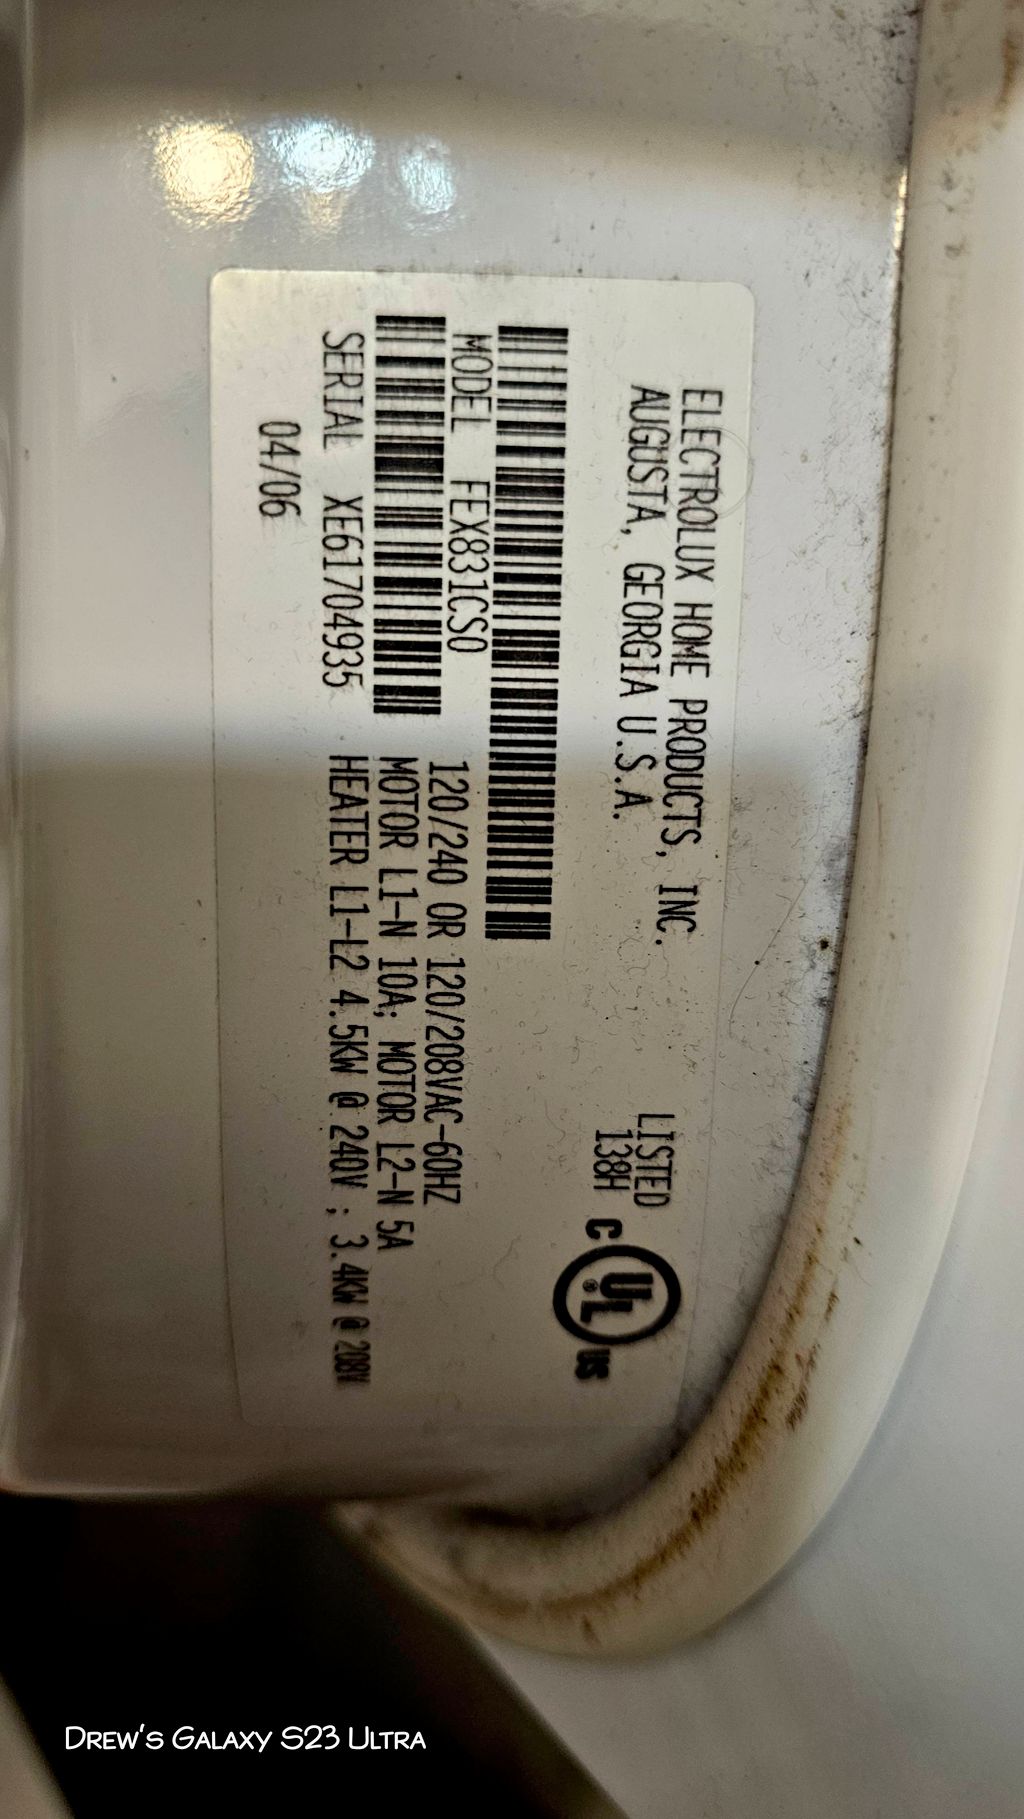 ELECTROLUX HOME PRODUCTS, INC.
AUGUSTA, GEORGIA U.S.A.
LISTED
138H
C UL® US
MODEL FEX831CS0
120/240 OR 120/208VAC-60HZ
MOTOR L1-N 10A; MOTOR L2-N 5A
SERIAL XE61704935
HEATER L1-L2 4.5KW @ 240V ; 3.4KW @ 208V
04/06
Drew's Galaxy S23 Ultra